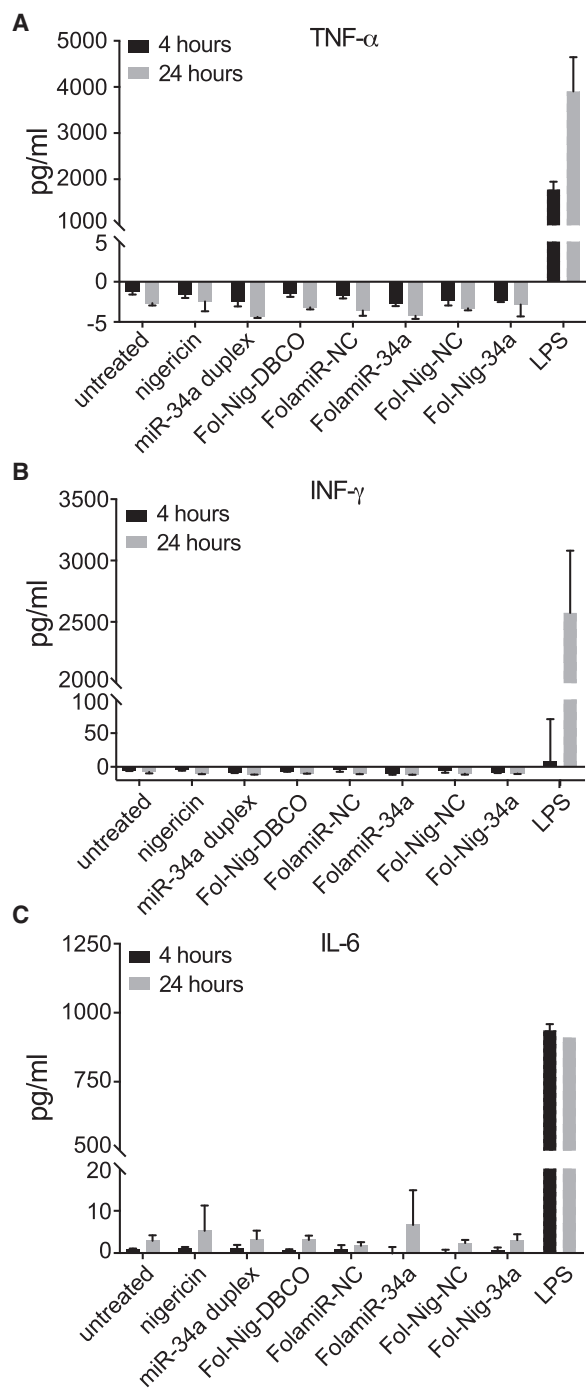 A
TNF-α
4 hours
24 hours
pg/ml
5000
4000
3000
2000
1000
5
0
-5
untreated
nigericin
miR-34a duplex
Fol-Nig-DBCO
FolamiR-NC
FolamiR-34a
Fol-Nig-NC
Fol-Nig-34a
LPS
B
INF-γ
4 hours
24 hours
pg/ml
3500
3000
2500
2000
100
50
0
untreated
nigericin
miR-34a duplex
Fol-Nig-DBCO
FolamiR-NC
FolamiR-34a
Fol-Nig-NC
Fol-Nig-34a
LPS
C
IL-6
4 hours
24 hours
pg/ml
1250
1000
750
500
20
10
0
untreated
nigericin
miR-34a duplex
Fol-Nig-DBCO
FolamiR-NC
FolamiR-34a
Fol-Nig-NC
Fol-Nig-34a
LPS